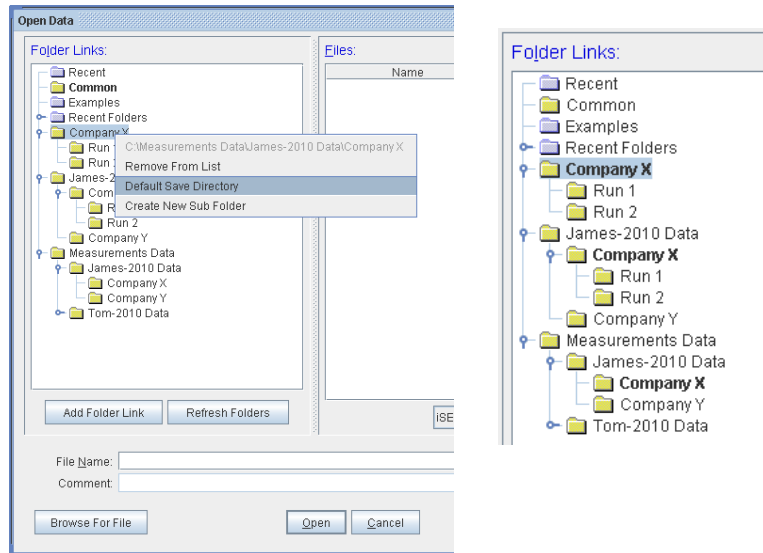 Open Data
Folder Links:
Recent
Common
Examples
Recent Folders
Company X
Run
Run
James-2
Com
R
Run 2
Company Y
Measurements Data
James-2010 Data
Company X
Company Y
Tom-2010 Data
C:\Measurements Data\James-2010 Data\Company X
Remove From List
Default Save Directory
Create New Sub Folder
Add Folder Link
Refresh Folders
Files:
Name
iSE
File Name:
Comment:
Browse For File
Open
Cancel
Folder Links:
Recent
Common
Examples
Recent Folders
Company X
Run 1
Run 2
James-2010 Data
Company X
Run 1
Run 2
Company Y
Measurements Data
James-2010 Data
Company X
Company Y
Tom-2010 Data